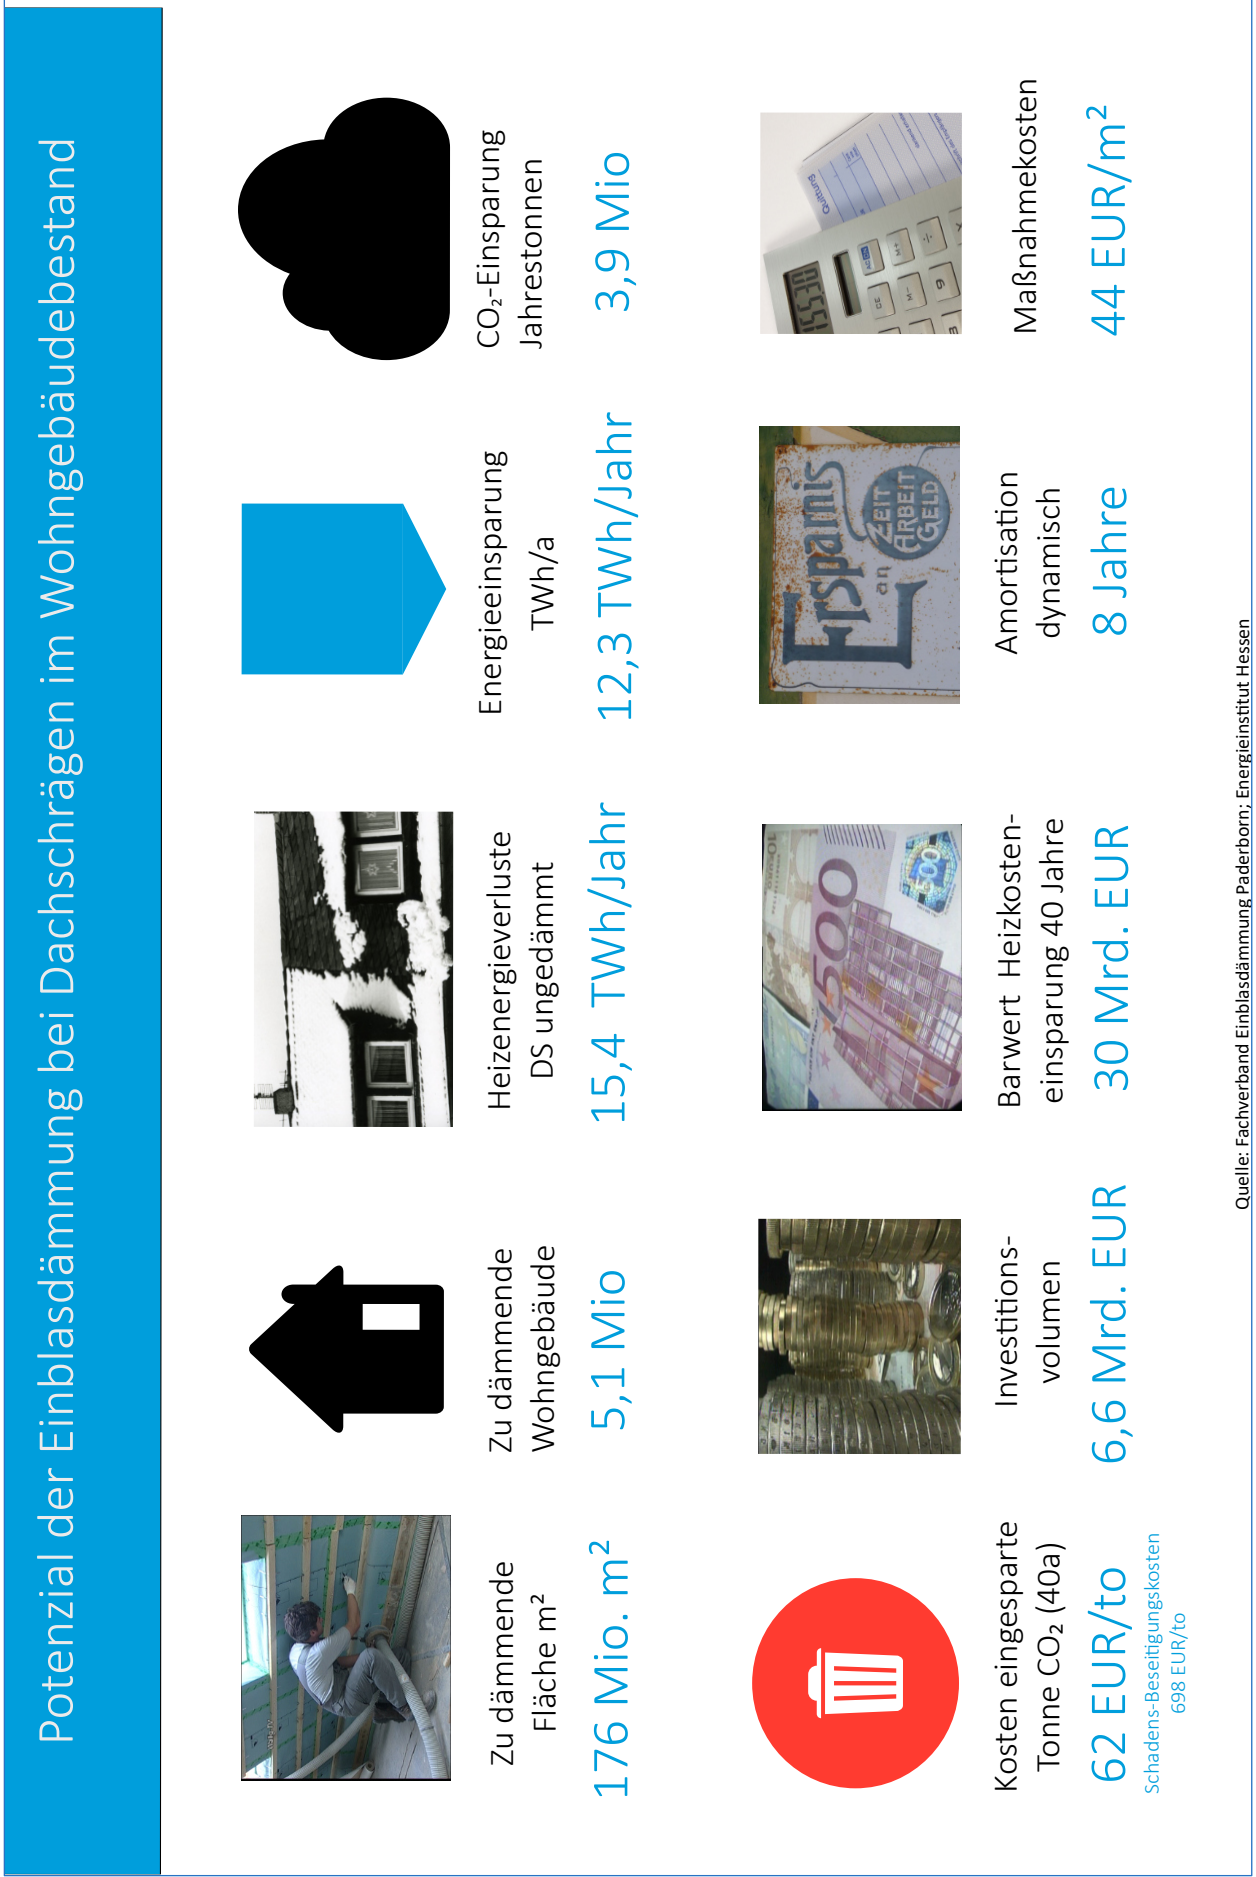 Potenzial der Einblasdämmung bei Dachschrägen im Wohngebäudebestand
Zu dämmende
Fläche m²
176 Mio. m²
Zu dämmende
Wohngebäude
5,1 Mio
Heizenergieverluste
DS ungedämmt
15,4 TWh/Jahr
Energieeinsparung
TWh/a
12,3 TWh/Jahr
CO₂-Einsparung
Jahrestonnen
3,9 Mio
Kosten eingesparte
Tonne CO₂ (40a)
62 EUR/to
Schadens-Beseitigungskosten
698 EUR/to
Investitions-
volumen
6,6 Mrd. EUR
500
500
Barwert Heizkosten-
einsparung 40 Jahre
30 Mrd. EUR
Ersparnis
an
ZEIT
ARBEIT
GELD
Amortisation
dynamisch
8 Jahre
Quittung
Maßnahmekosten
44 EUR/m²
Quelle: Fachverband Einblasdämmung Paderborn; Energieinstitut Hessen